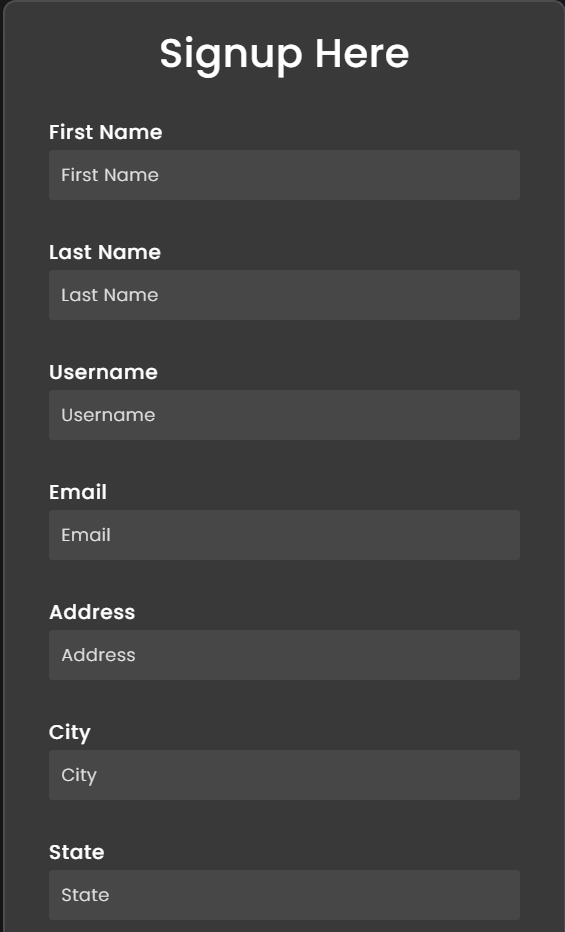 Signup Here
First Name
First Name
Last Name
Last Name
Username
Username
Email
Email
Address
Address
City
City
State
State